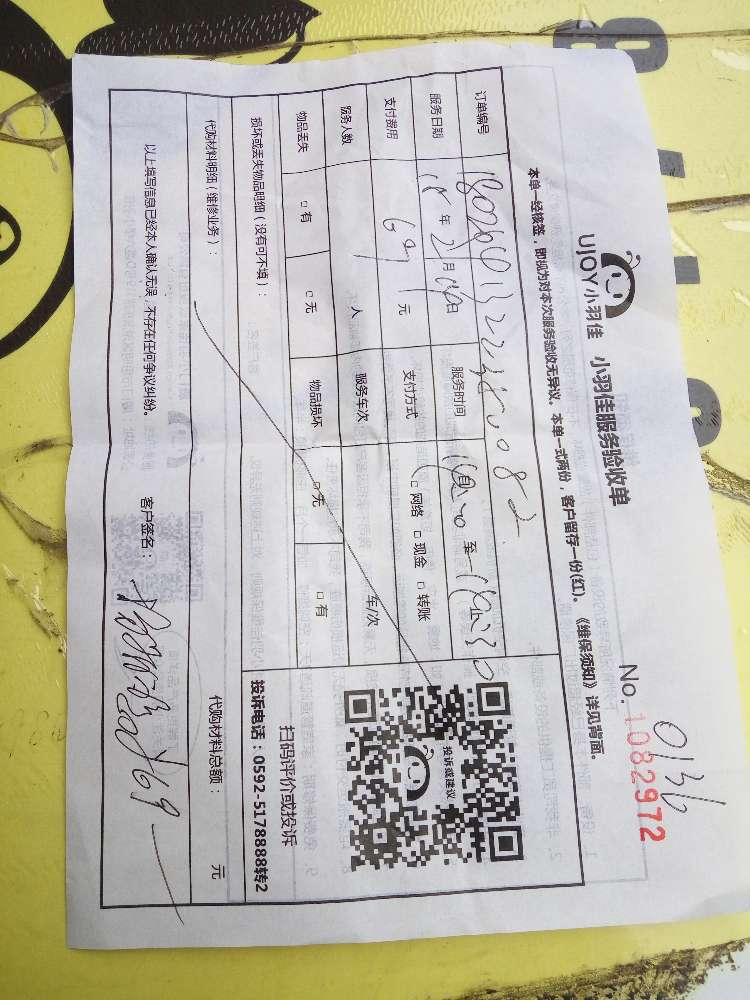 UJOY小羽佳 小羽佳服务验收单
No. 1082972
0136
本单一经核签，即视为对本次服务验收无异议。本单一式两份，客户留存一份(红)。《维保须知》详见背面。
订单编号
服务日期 18年2月 日 服务时间 至
支付费用 691元 支付方式 □网络 □现金 □转账
服务人数 人 服务车次 车/次
物品丢失 □有 □无 物品损坏 □无 □有
损坏或丢失物品明细（没有可不填）：
投诉或建议
扫码评价或投诉
投诉电话：0592-5178888转2
代购材料明细（维修业务）： 代购材料总额： 元
以上填写信息已经本人确认无误，不存在任何争议纠纷。 客户签名：